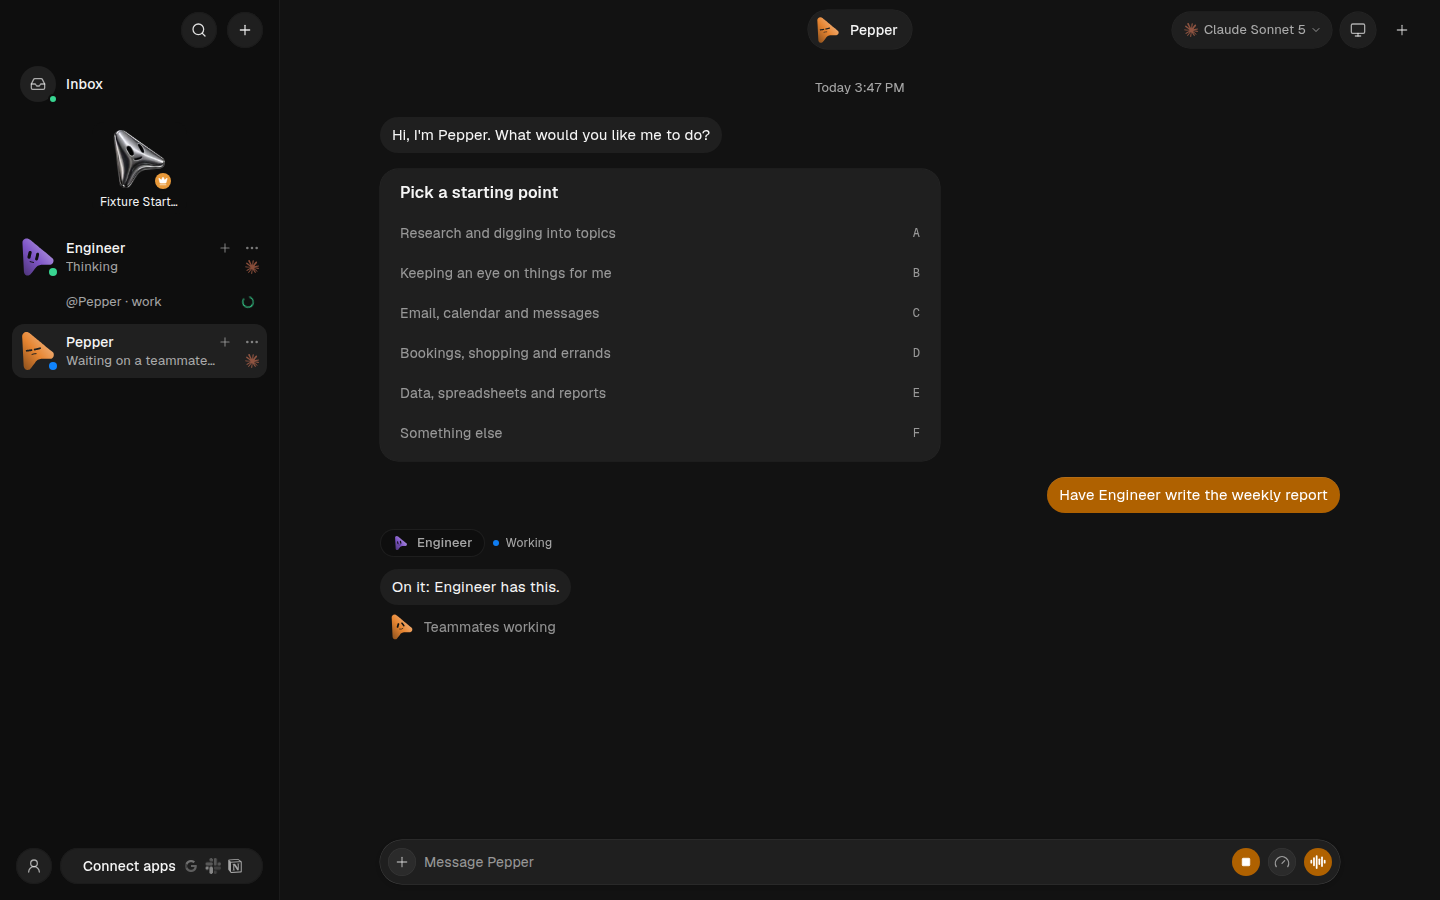 Inbox
Fixture Start…
Engineer
Thinking
@Pepper · work
Pepper
Waiting on a teammate…
Connect apps
Pepper
Claude Sonnet 5
Today 3:47 PM
Hi, I'm Pepper. What would you like me to do?
Pick a starting point
Research and digging into topics A
Keeping an eye on things for me B
Email, calendar and messages C
Bookings, shopping and errands D
Data, spreadsheets and reports E
Something else F
Have Engineer write the weekly report
Engineer Working
On it: Engineer has this.
Teammates working
Message Pepper